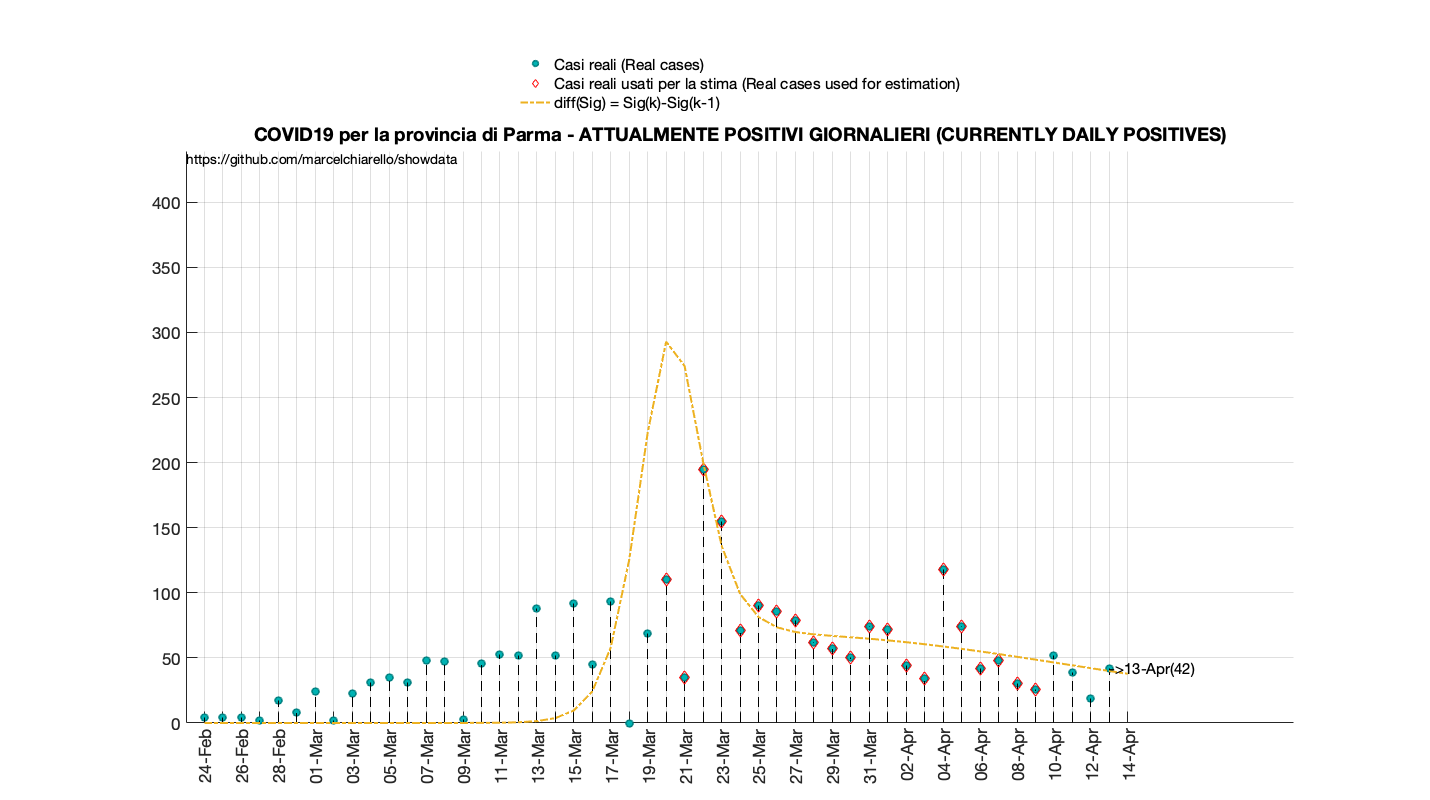 Casi reali (Real cases)
Casi reali usati per la stima (Real cases used for estimation)
diff(Sig) = Sig(k)-Sig(k-1)
COVID19 per la provincia di Parma - ATTUALMENTE POSITIVI GIORNALIERI (CURRENTLY DAILY POSITIVES)
https://github.com/marcelchiarello/showdata
400
350
300
250
200
150
100
50
0
->13-Apr(42)
24-Feb
26-Feb
28-Feb
01-Mar
03-Mar
05-Mar
07-Mar
09-Mar
11-Mar
13-Mar
15-Mar
17-Mar
19-Mar
21-Mar
23-Mar
25-Mar
27-Mar
29-Mar
31-Mar
02-Apr
04-Apr
06-Apr
08-Apr
10-Apr
12-Apr
14-Apr